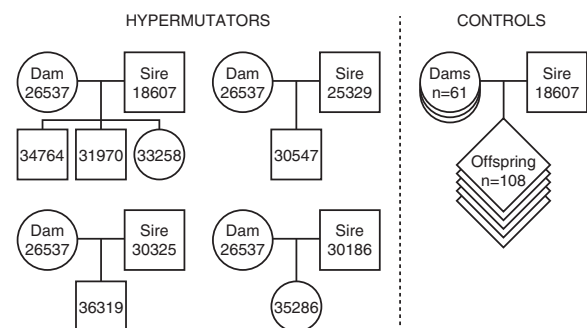 HYPERMUTATORS
CONTROLS
Dam
26537
Sire
18607
34764
31970
33258
Dam
26537
Sire
25329
30547
Dams
n=61
Sire
18607
Offspring
n=108
Dam
26537
Sire
30325
36319
Dam
26537
Sire
30186
35286